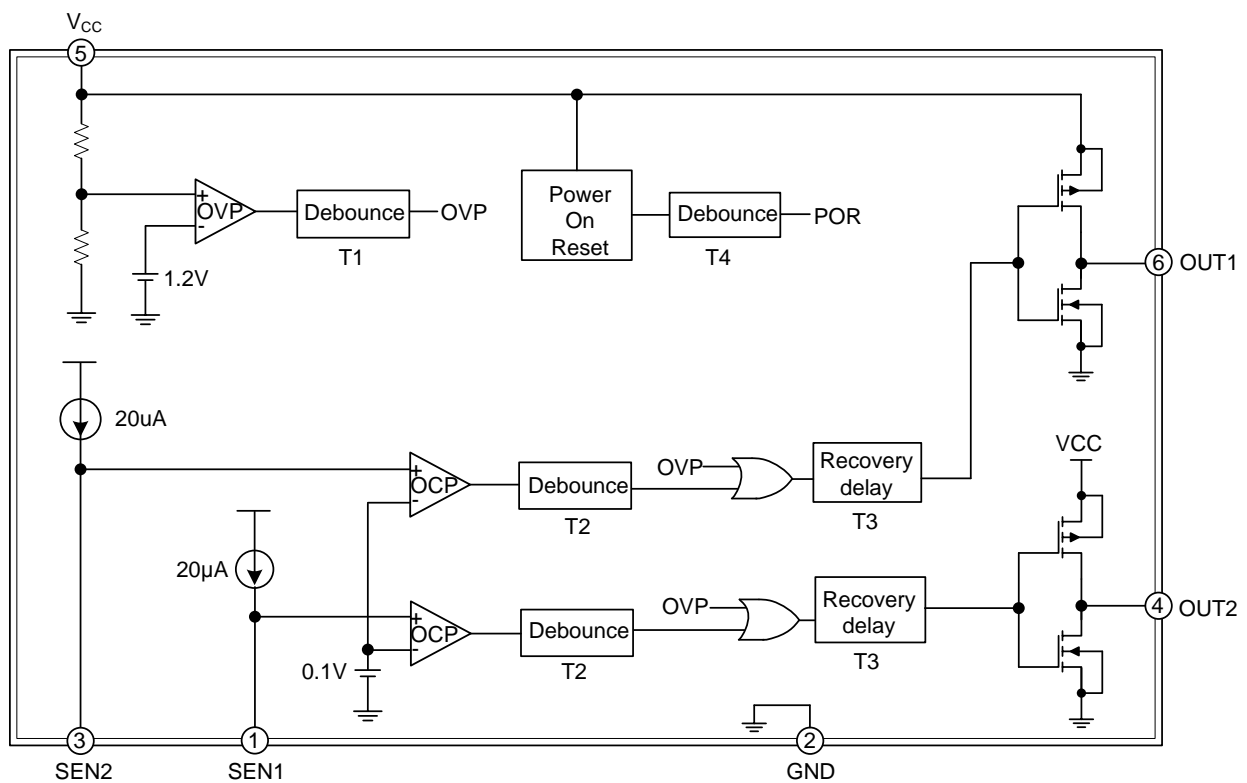 VCC
5
+
OVP
-
Debounce
OVP
T1
1.2V
Power
On
Reset
Debounce
POR
T4
6
OUT1
20uA
+
OCP
-
Debounce
T2
OVP
Recovery
delay
T3
VCC
20µA
+
OCP
-
0.1V
Debounce
T2
OVP
Recovery
delay
T3
4
OUT2
3
SEN2
1
SEN1
2
GND